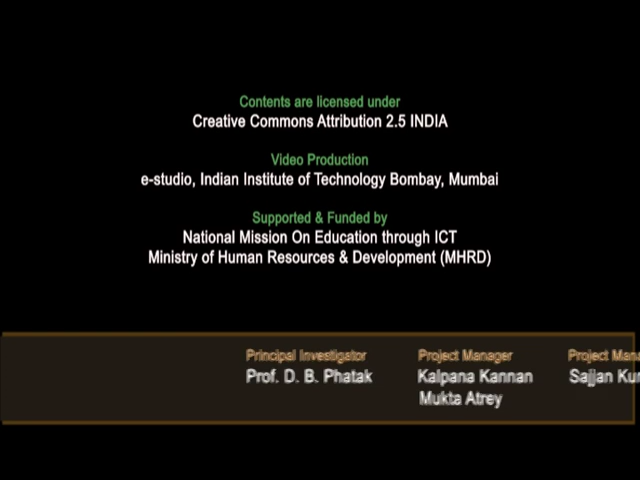 Contents are licensed under
Creative Commons Attribution 2.5 INDIA
Video Production
e-studio, Indian Institute of Technology Bombay, Mumbai
Supported & Funded by
National Mission On Education through ICT
Ministry of Human Resources & Development (MHRD)
Principal Investigator
Prof. D. B. Phatak
Project Manager
Kalpana Kannan
Mukta Atrey
Project
Sajjan